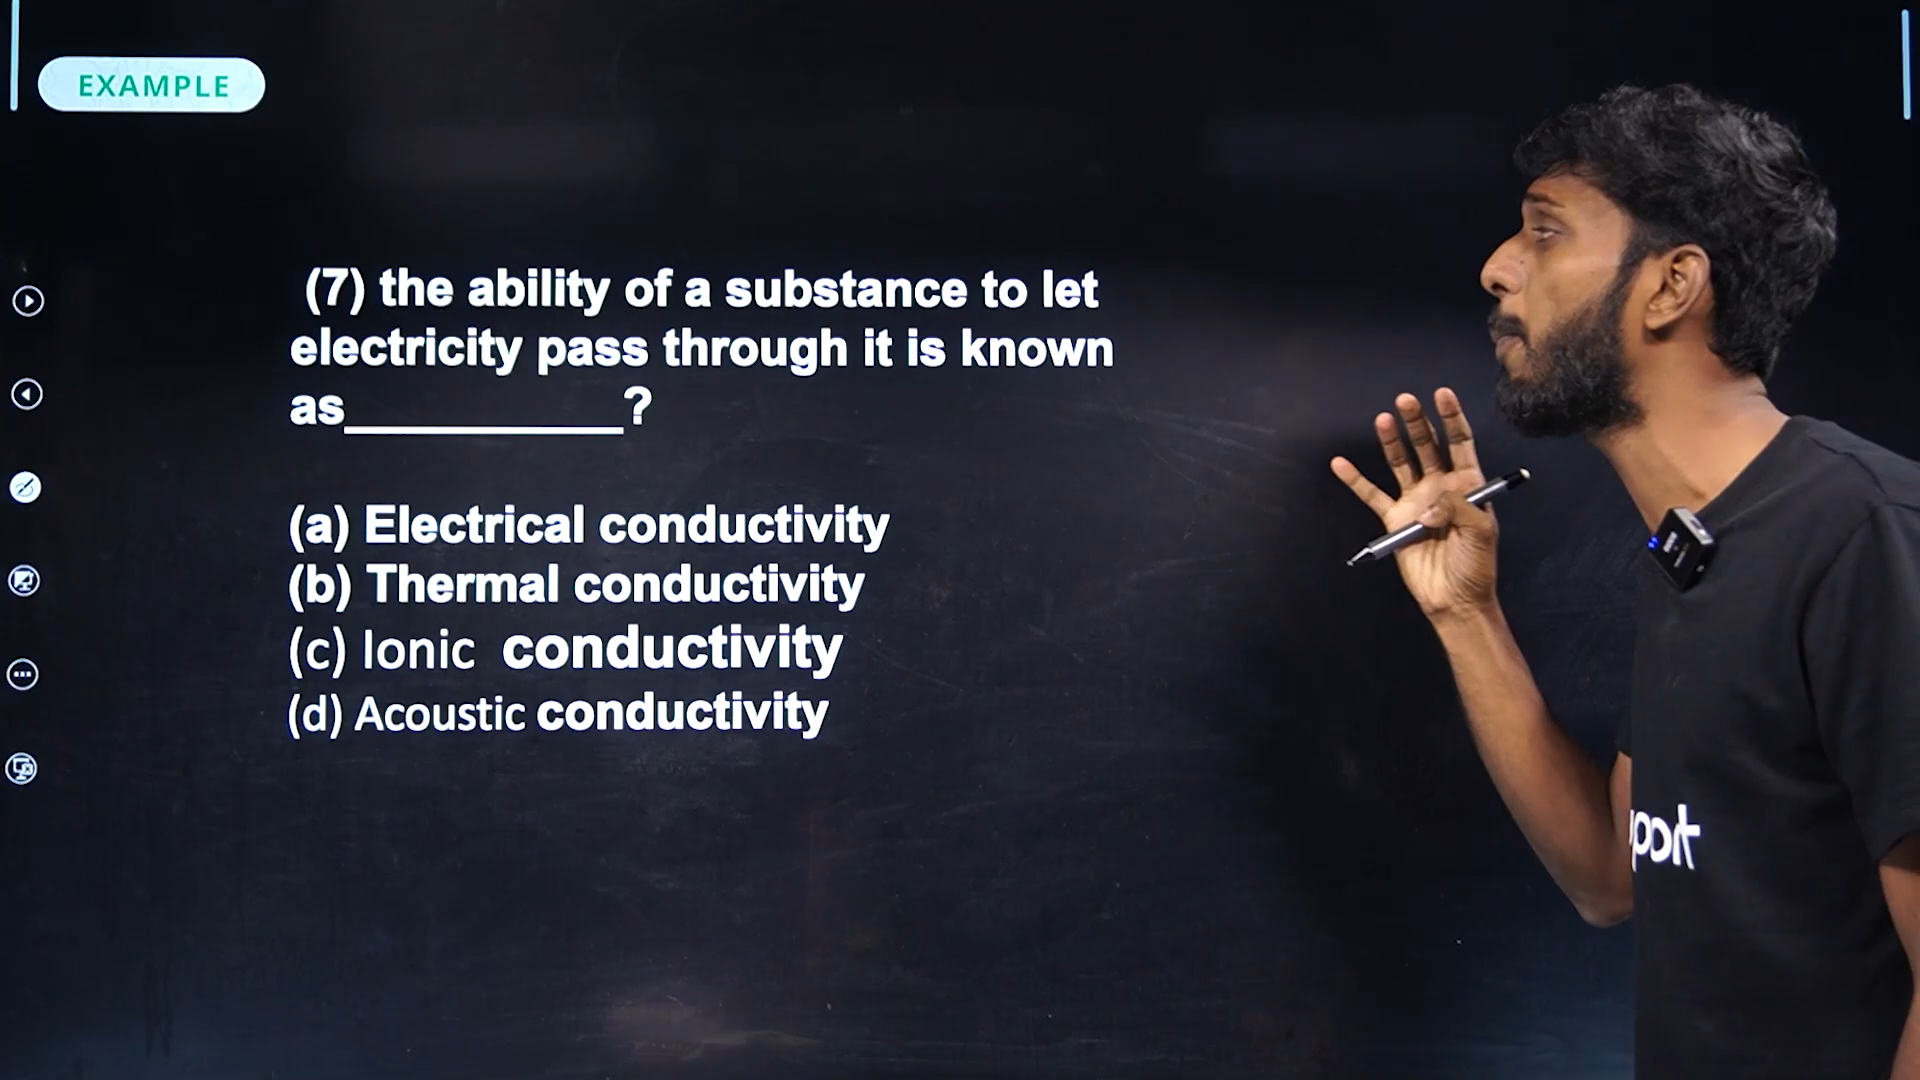 EXAMPLE
(7) the ability of a substance to let
electricity pass through it is known
as__________?
(a) Electrical conductivity
(b) Thermal conductivity
(c) Ionic conductivity
(d) Acoustic conductivity
port